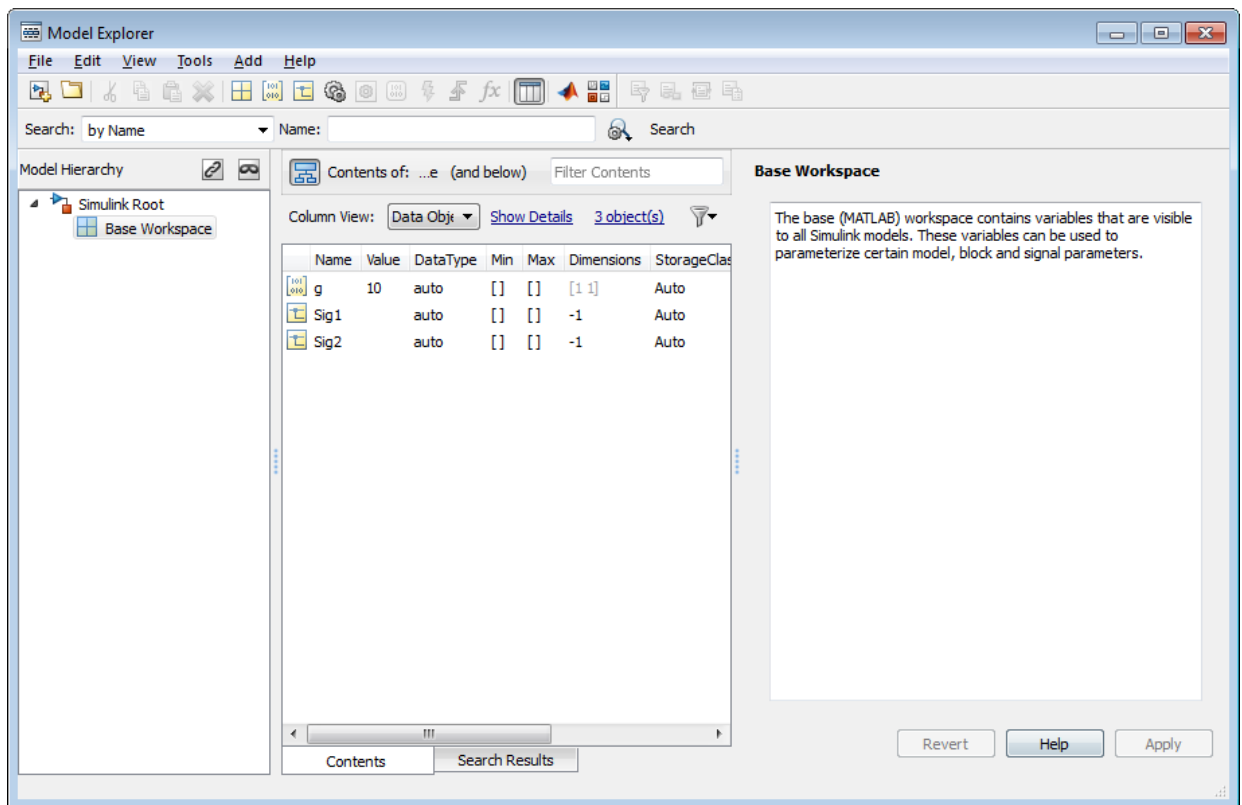 Model Explorer
File Edit View Tools Add Help
fx
Search: by Name Name: Search
Model Hierarchy
Simulink Root
Base Workspace
Contents of: ...e (and below) Filter Contents
Column View: Data Obje Show Details 3 object(s)
Name Value DataType Min Max Dimensions StorageClas
g 10 auto [] [] [1 1] Auto
Sig1 auto [] [] -1 Auto
Sig2 auto [] [] -1 Auto
Contents Search Results
Base Workspace
The base (MATLAB) workspace contains variables that are visible
to all Simulink models. These variables can be used to
parameterize certain model, block and signal parameters.
Revert Help Apply